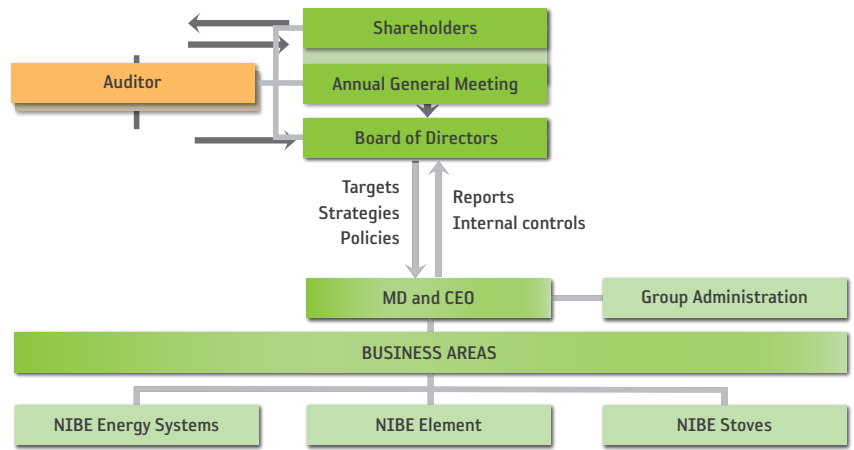 Shareholders
Auditor
Annual General Meeting
Board of Directors
Targets
Strategies
Policies
Reports
Internal controls
MD and CEO
Group Administration
BUSINESS AREAS
NIBE Energy Systems
NIBE Element
NIBE Stoves